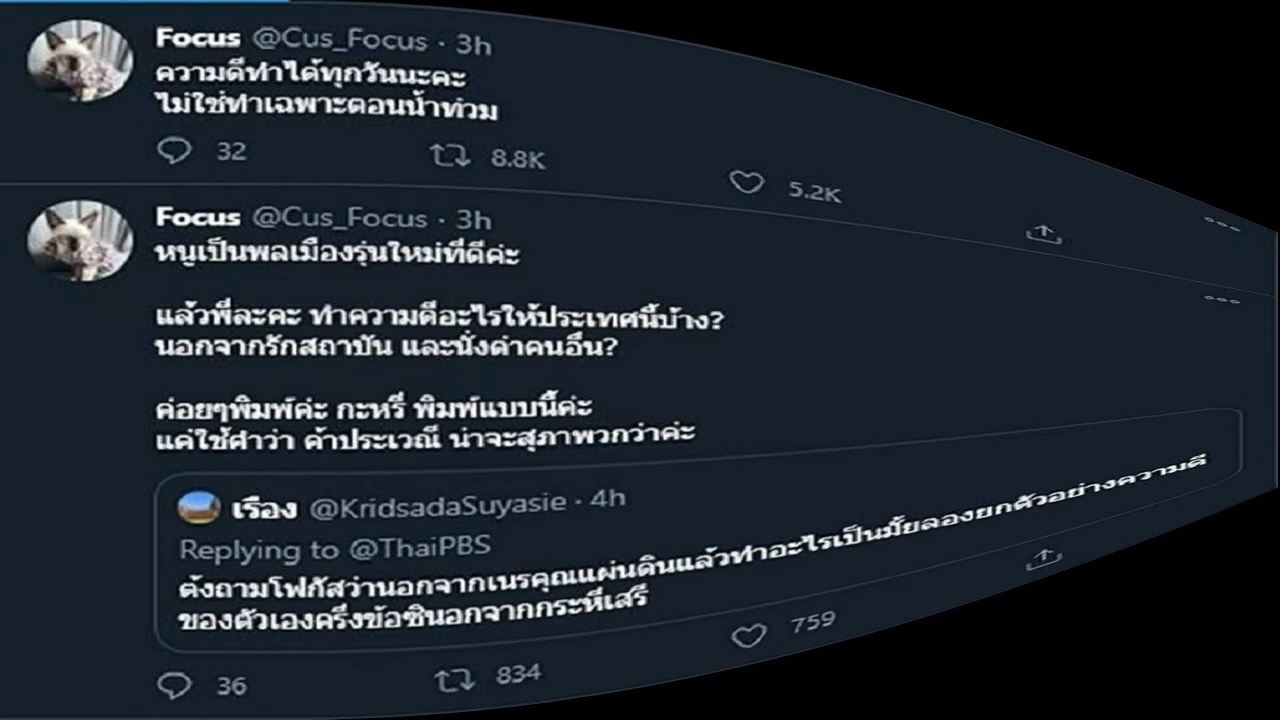 Focus @Cus_Focus · 3h
ความดีทำได้ทุกวันนะคะ
ไม่ใช่ทำเฉพาะตอนน้ำท่วม
32 8.8K 5.2K
Focus @Cus_Focus · 3h
หนูเป็นพลเมืองรุ่นใหม่ที่ดีค่ะ
แล้วพี่ละคะ ทำความดีอะไรให้ประเทศนี้บ้าง?
นอกจากรักสถาบัน และนั่งด่าคนอื่น?
ค่อยๆพิมพ์ค่ะ กะหรี่ พิมพ์แบบนี้ค่ะ
แค่ใช้คำว่า ค้าประเวณี น่าจะสุภาพวกว่าค่ะ
เรือง @KridsadaSuyasie · 4h
Replying to @ThaiPBS
ต้งถามโฟกัสว่านอกจากเนรคุณแผ่นดินแล้วทำอะไรเป็นมั้ยลองยกตัวอย่างความดี
ของตัวเองครึ่งข้อซินอกจากกระหี่เสรี
36 834 759